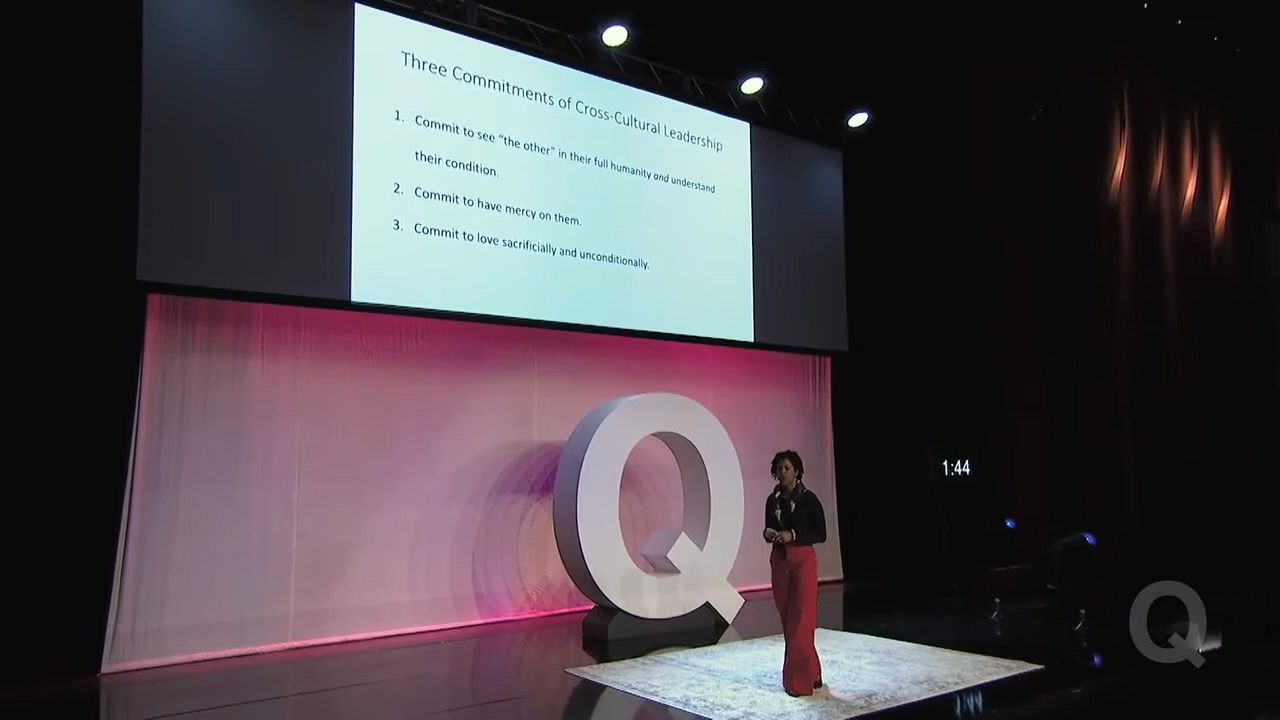 Three Commitments of Cross-Cultural Leadership
1. Commit to see "the other" in their full humanity and understand
their condition.
2. Commit to have mercy on them.
3. Commit to love sacrificially and unconditionally.
Q
1:44
Q